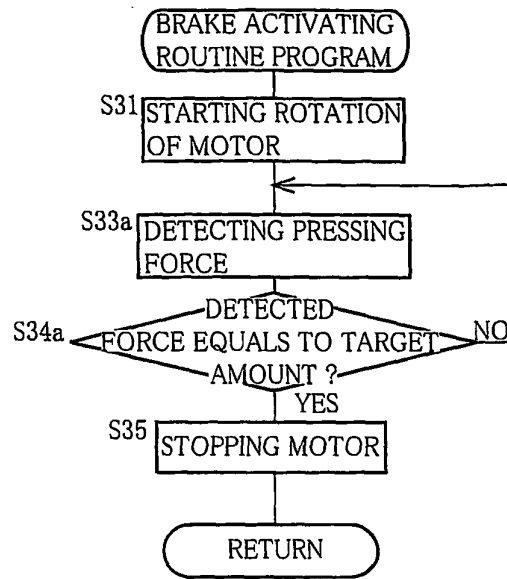 BRAKE ACTIVATING
ROUTINE PROGRAM
S31
STARTING ROTATION
OF MOTOR
S33a
DETECTING PRESSING
FORCE
S34a
DETECTED
FORCE EQUALS TO TARGET
AMOUNT ?
NO
YES
S35
STOPPING MOTOR
RETURN